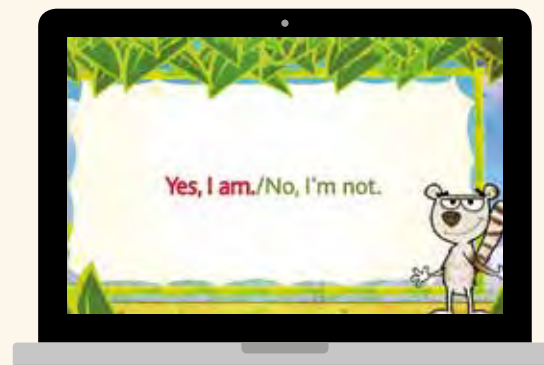 Yes, I am./No, I'm not.